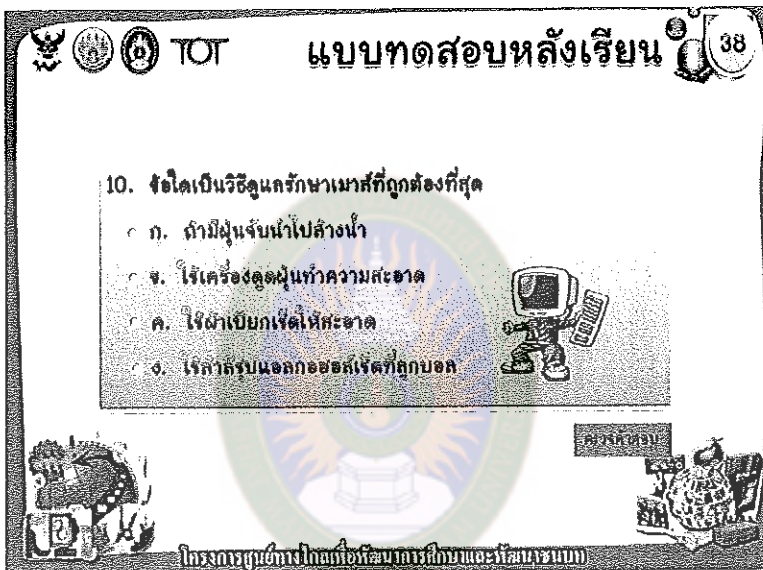 TOT
แบบทดสอบหลังเรียน
38
10. ข้อใดเป็นวิธีดูแลรักษาเมาส์ที่ถูกต้องที่สุด
ก. ถ้ามีฝุ่นจับนำไปล้างน้ำ
ข. ใช้เครื่องดูดฝุ่นทำความสะอาด
ค. ใช้ผ้าเปียกเช็ดให้สะอาด
ง. ใช้สำลีชุบแอลกอฮอล์เช็ดที่ลูกบอล
ตรวจคำตอบ
โครงการศูนย์ทางไกลเพื่อพัฒนาการศึกษาและพัฒนาชนบท